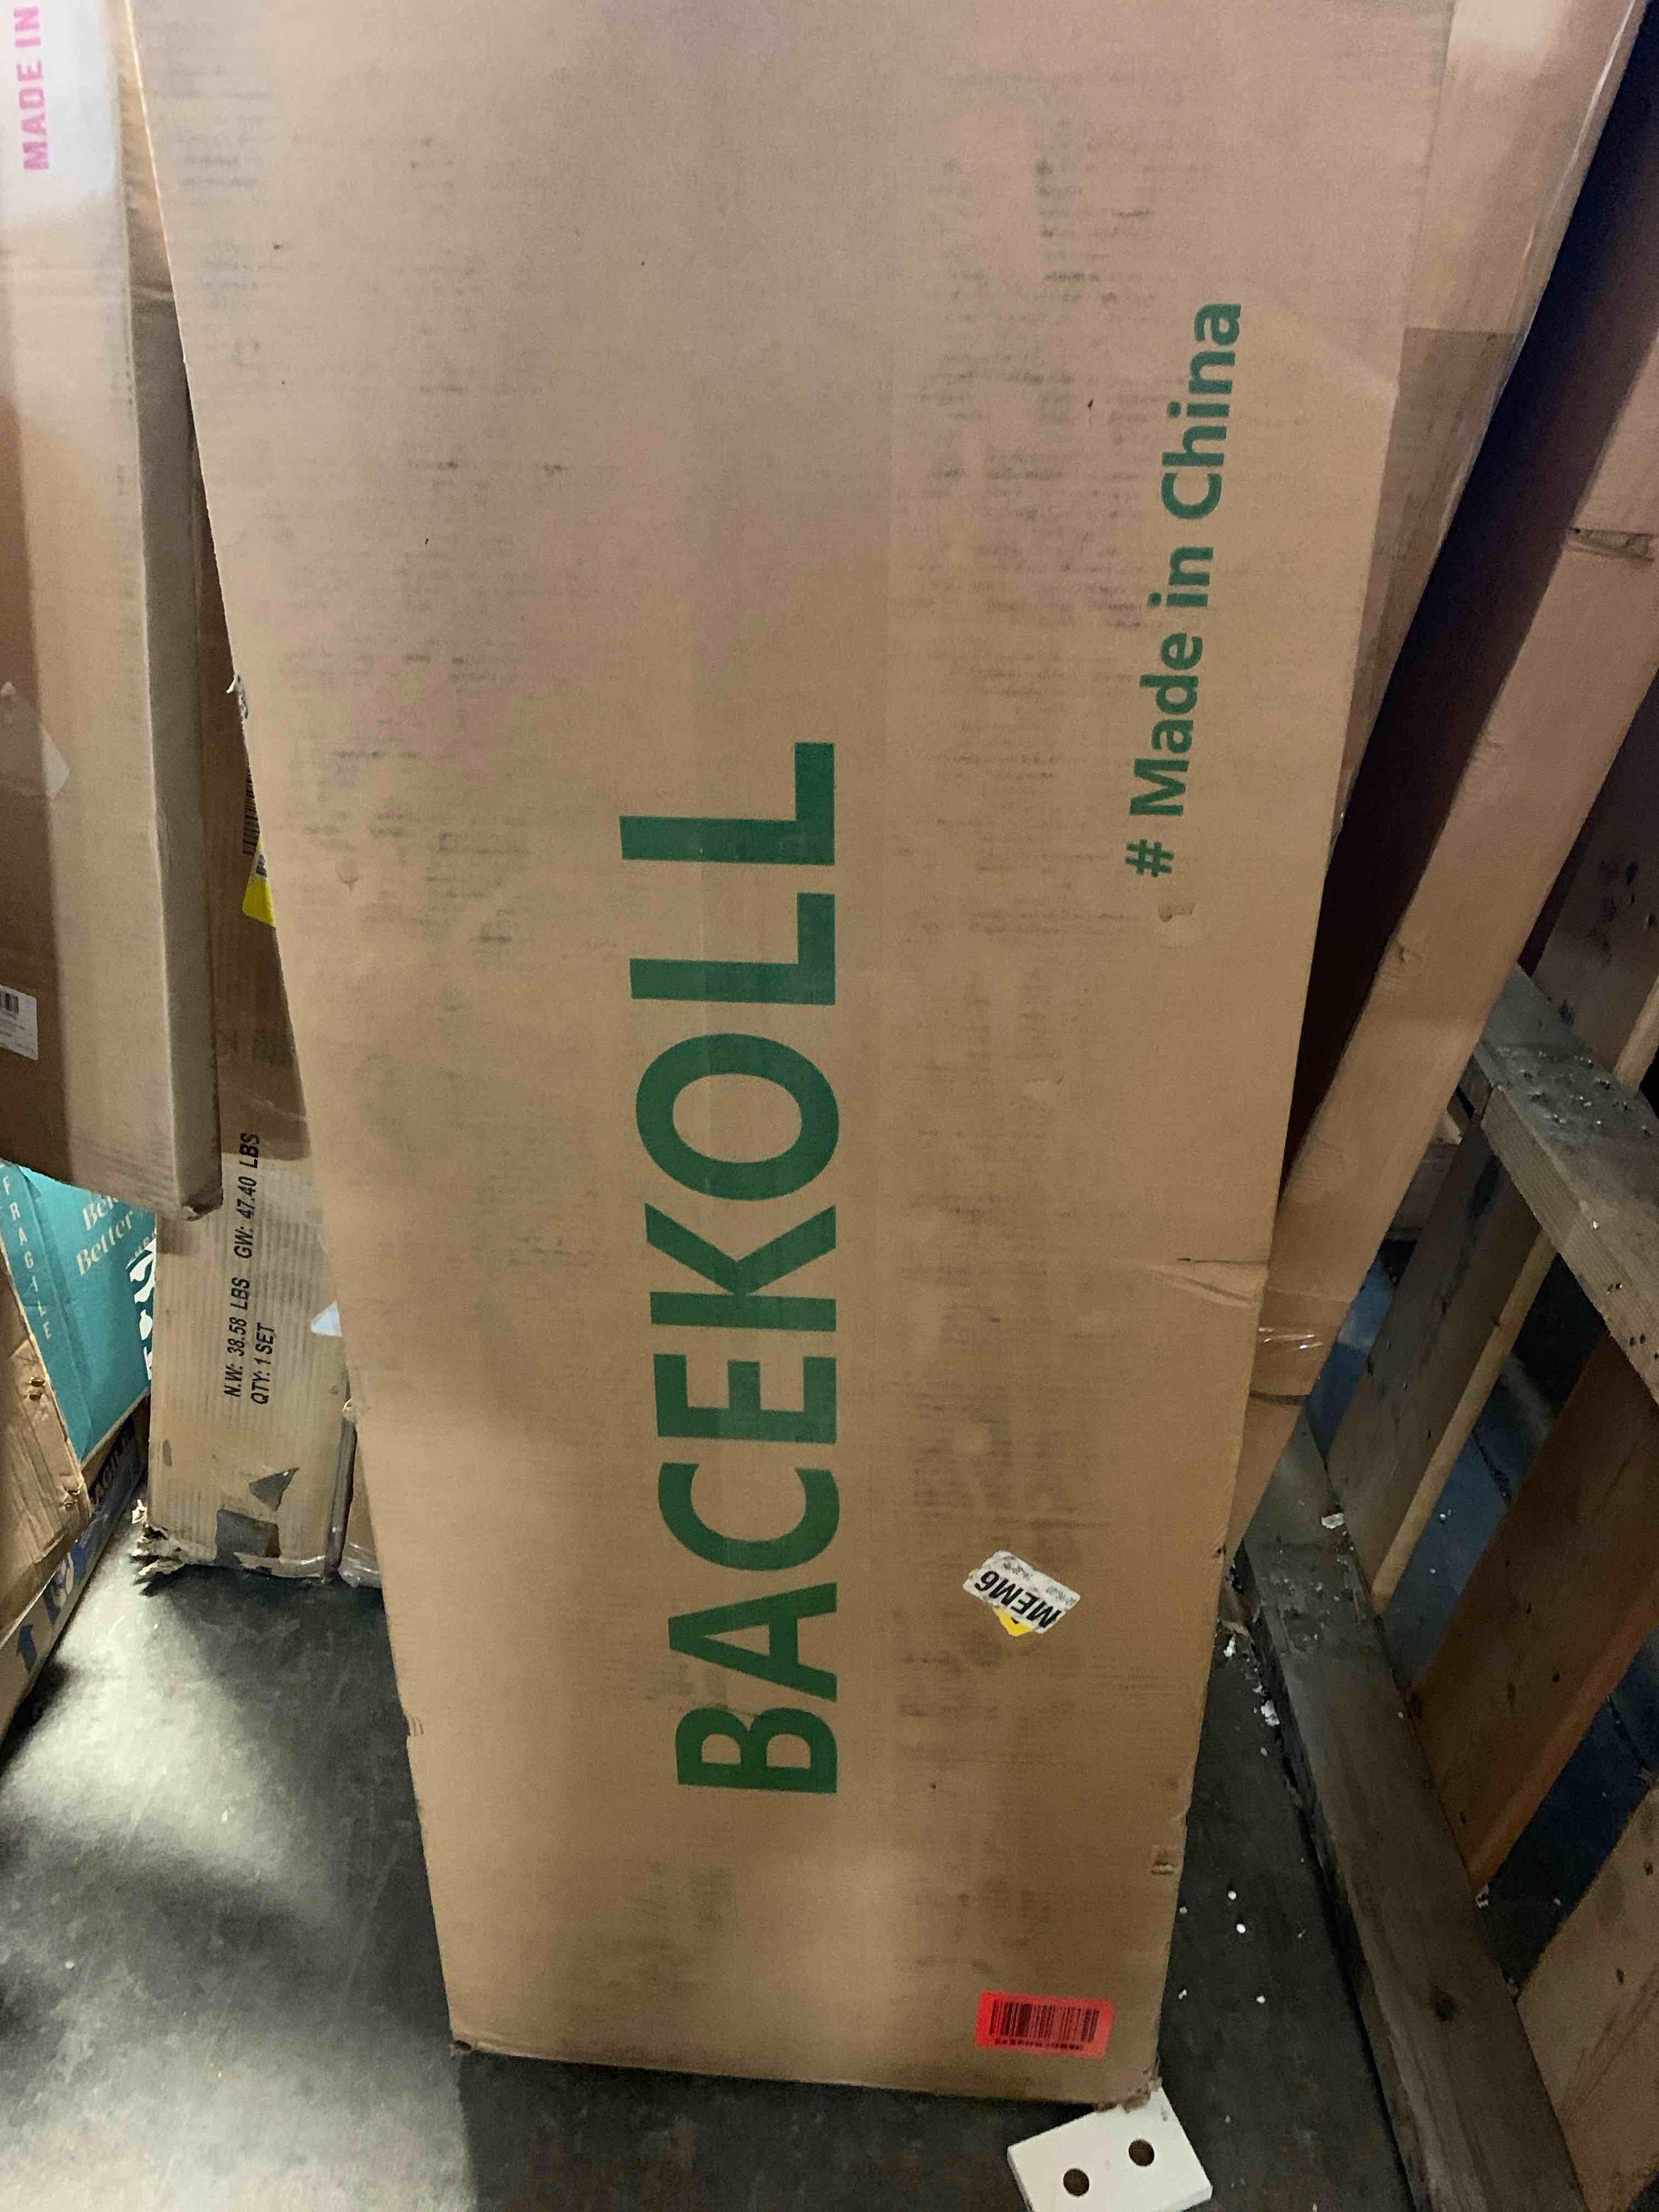 MADE IN
BACEKOLL
# Made in China
N.W: 38.58 LBS GW: 47.40 LBS
QTY: 1 SET
FRAGILE
Better
MEM6